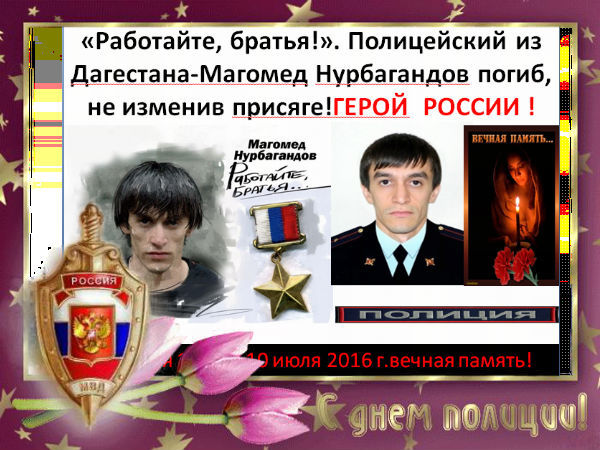 «Работайте, братья!». Полицейский из
Дагестана-Магомед Нурбагандов погиб,
не изменив присяге!ГЕРОЙ РОССИИ !
Магомед
Нурбагандов
Работайте,
братья...
ВЕЧНАЯ ПАМЯТЬ...
РОССИЯ
МВД
ПОЛИЦИЯ
10 июля 2016 г.вечная память!
С днем полиции!